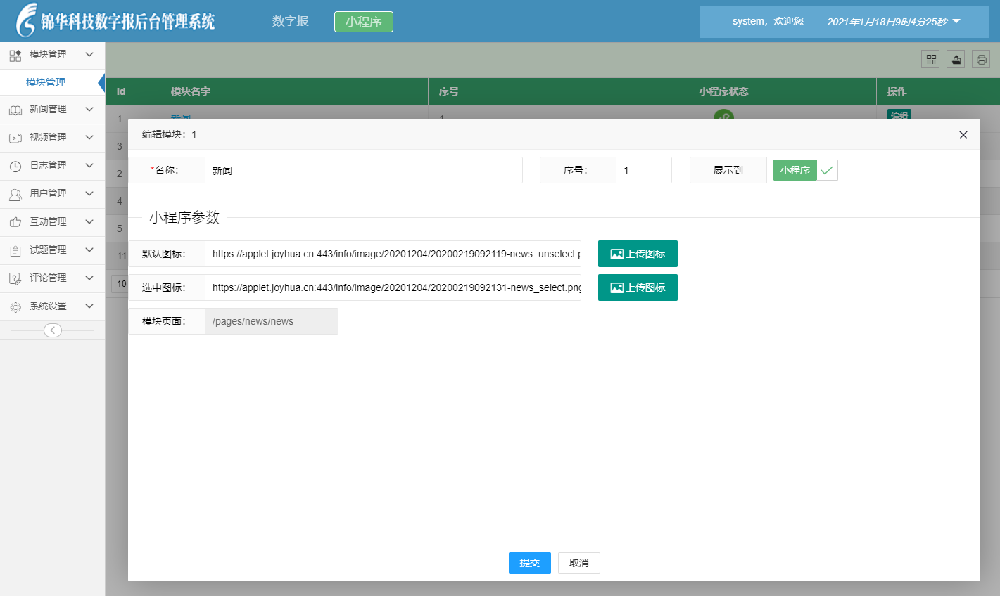 锦华科技数字报后台管理系统
数字报
小程序
system，欢迎您
2021年1月18日9时4分25秒
模块管理
模块管理
新闻管理
视频管理
日志管理
用户管理
互动管理
试题管理
评论管理
系统设置
id
模块名字
序号
小程序状态
操作
1
新闻
1
编辑
3
2
4
5
11
10
编辑模块：1
*名称：
新闻
序号：
1
展示到
小程序
小程序参数
默认图标：
https://applet.joyhua.cn:443/info/image/20201204/20200219092119-news_unselect.p
上传图标
选中图标：
https://applet.joyhua.cn:443/info/image/20201204/20200219092131-news_select.png
上传图标
模块页面：
/pages/news/news
提交
取消